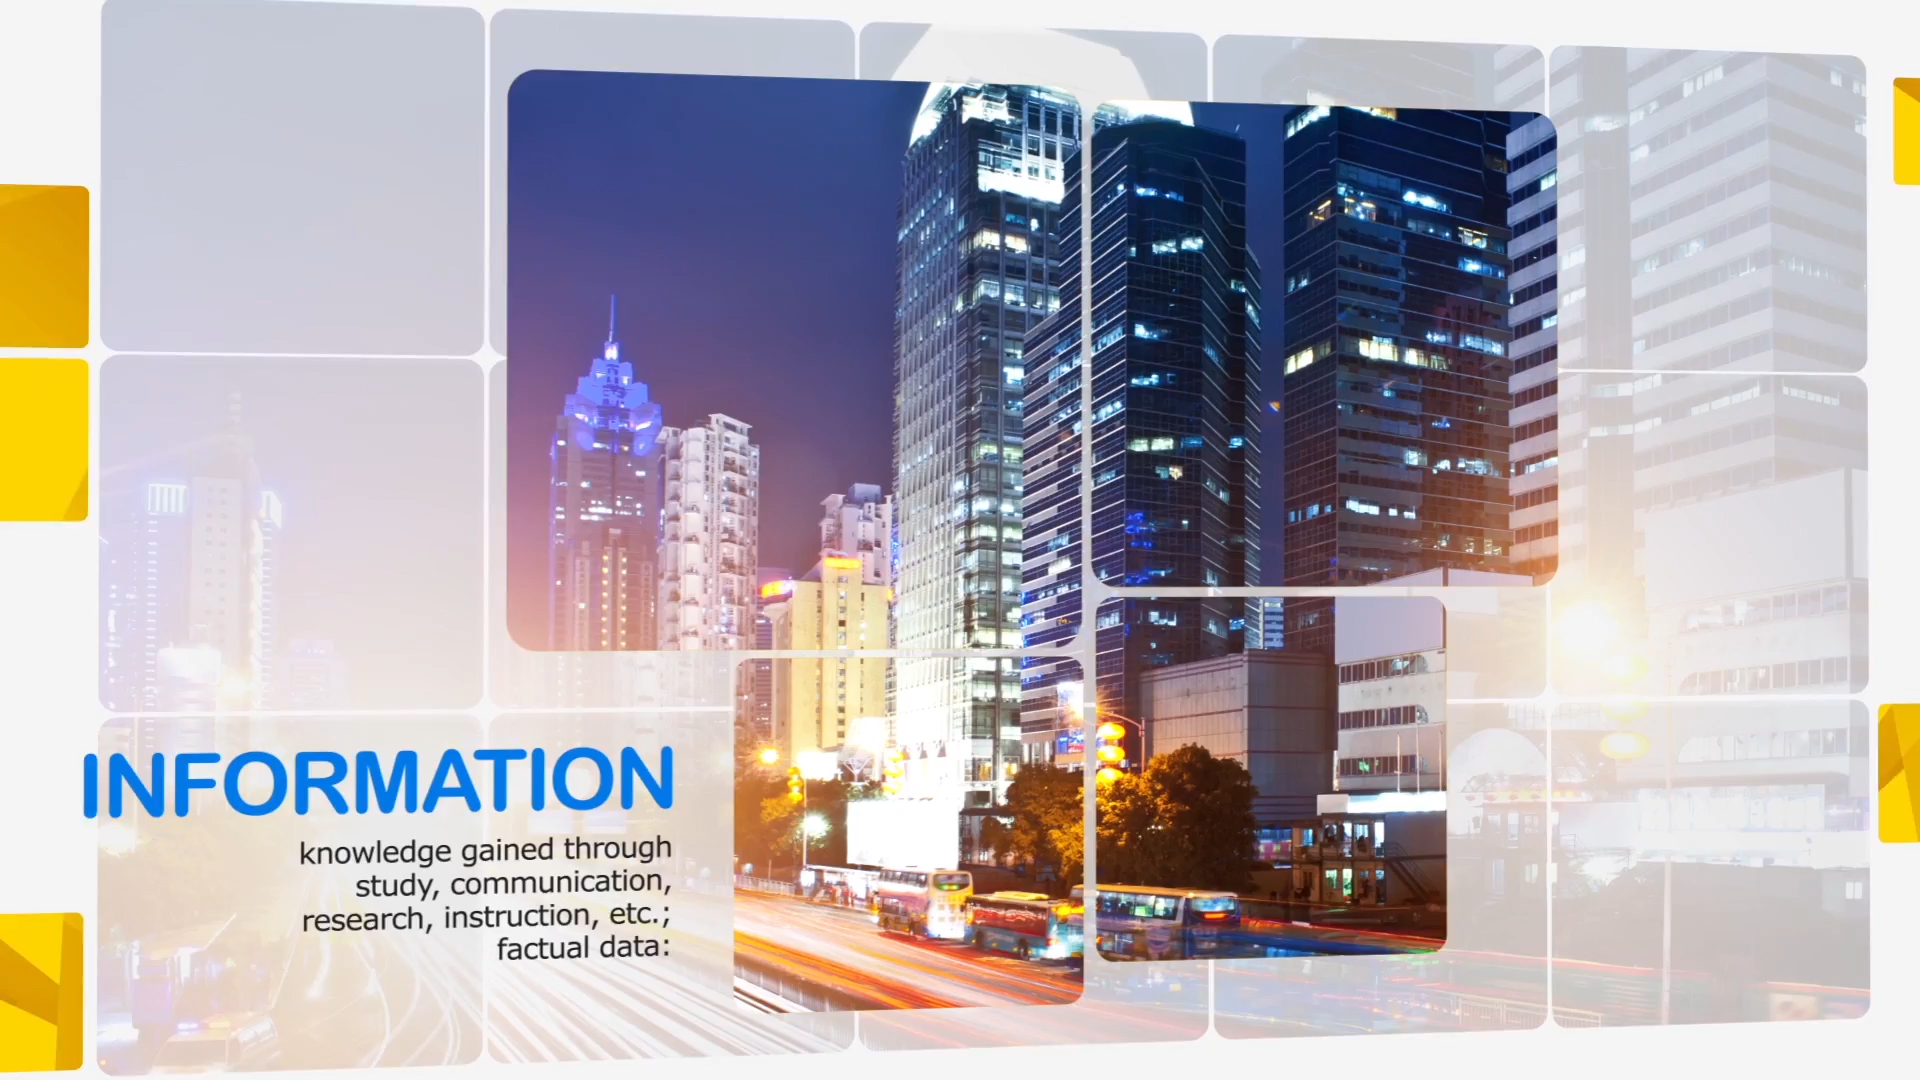 INFORMATION
knowledge gained through
study, communication,
research, instruction, etc.;
factual data: